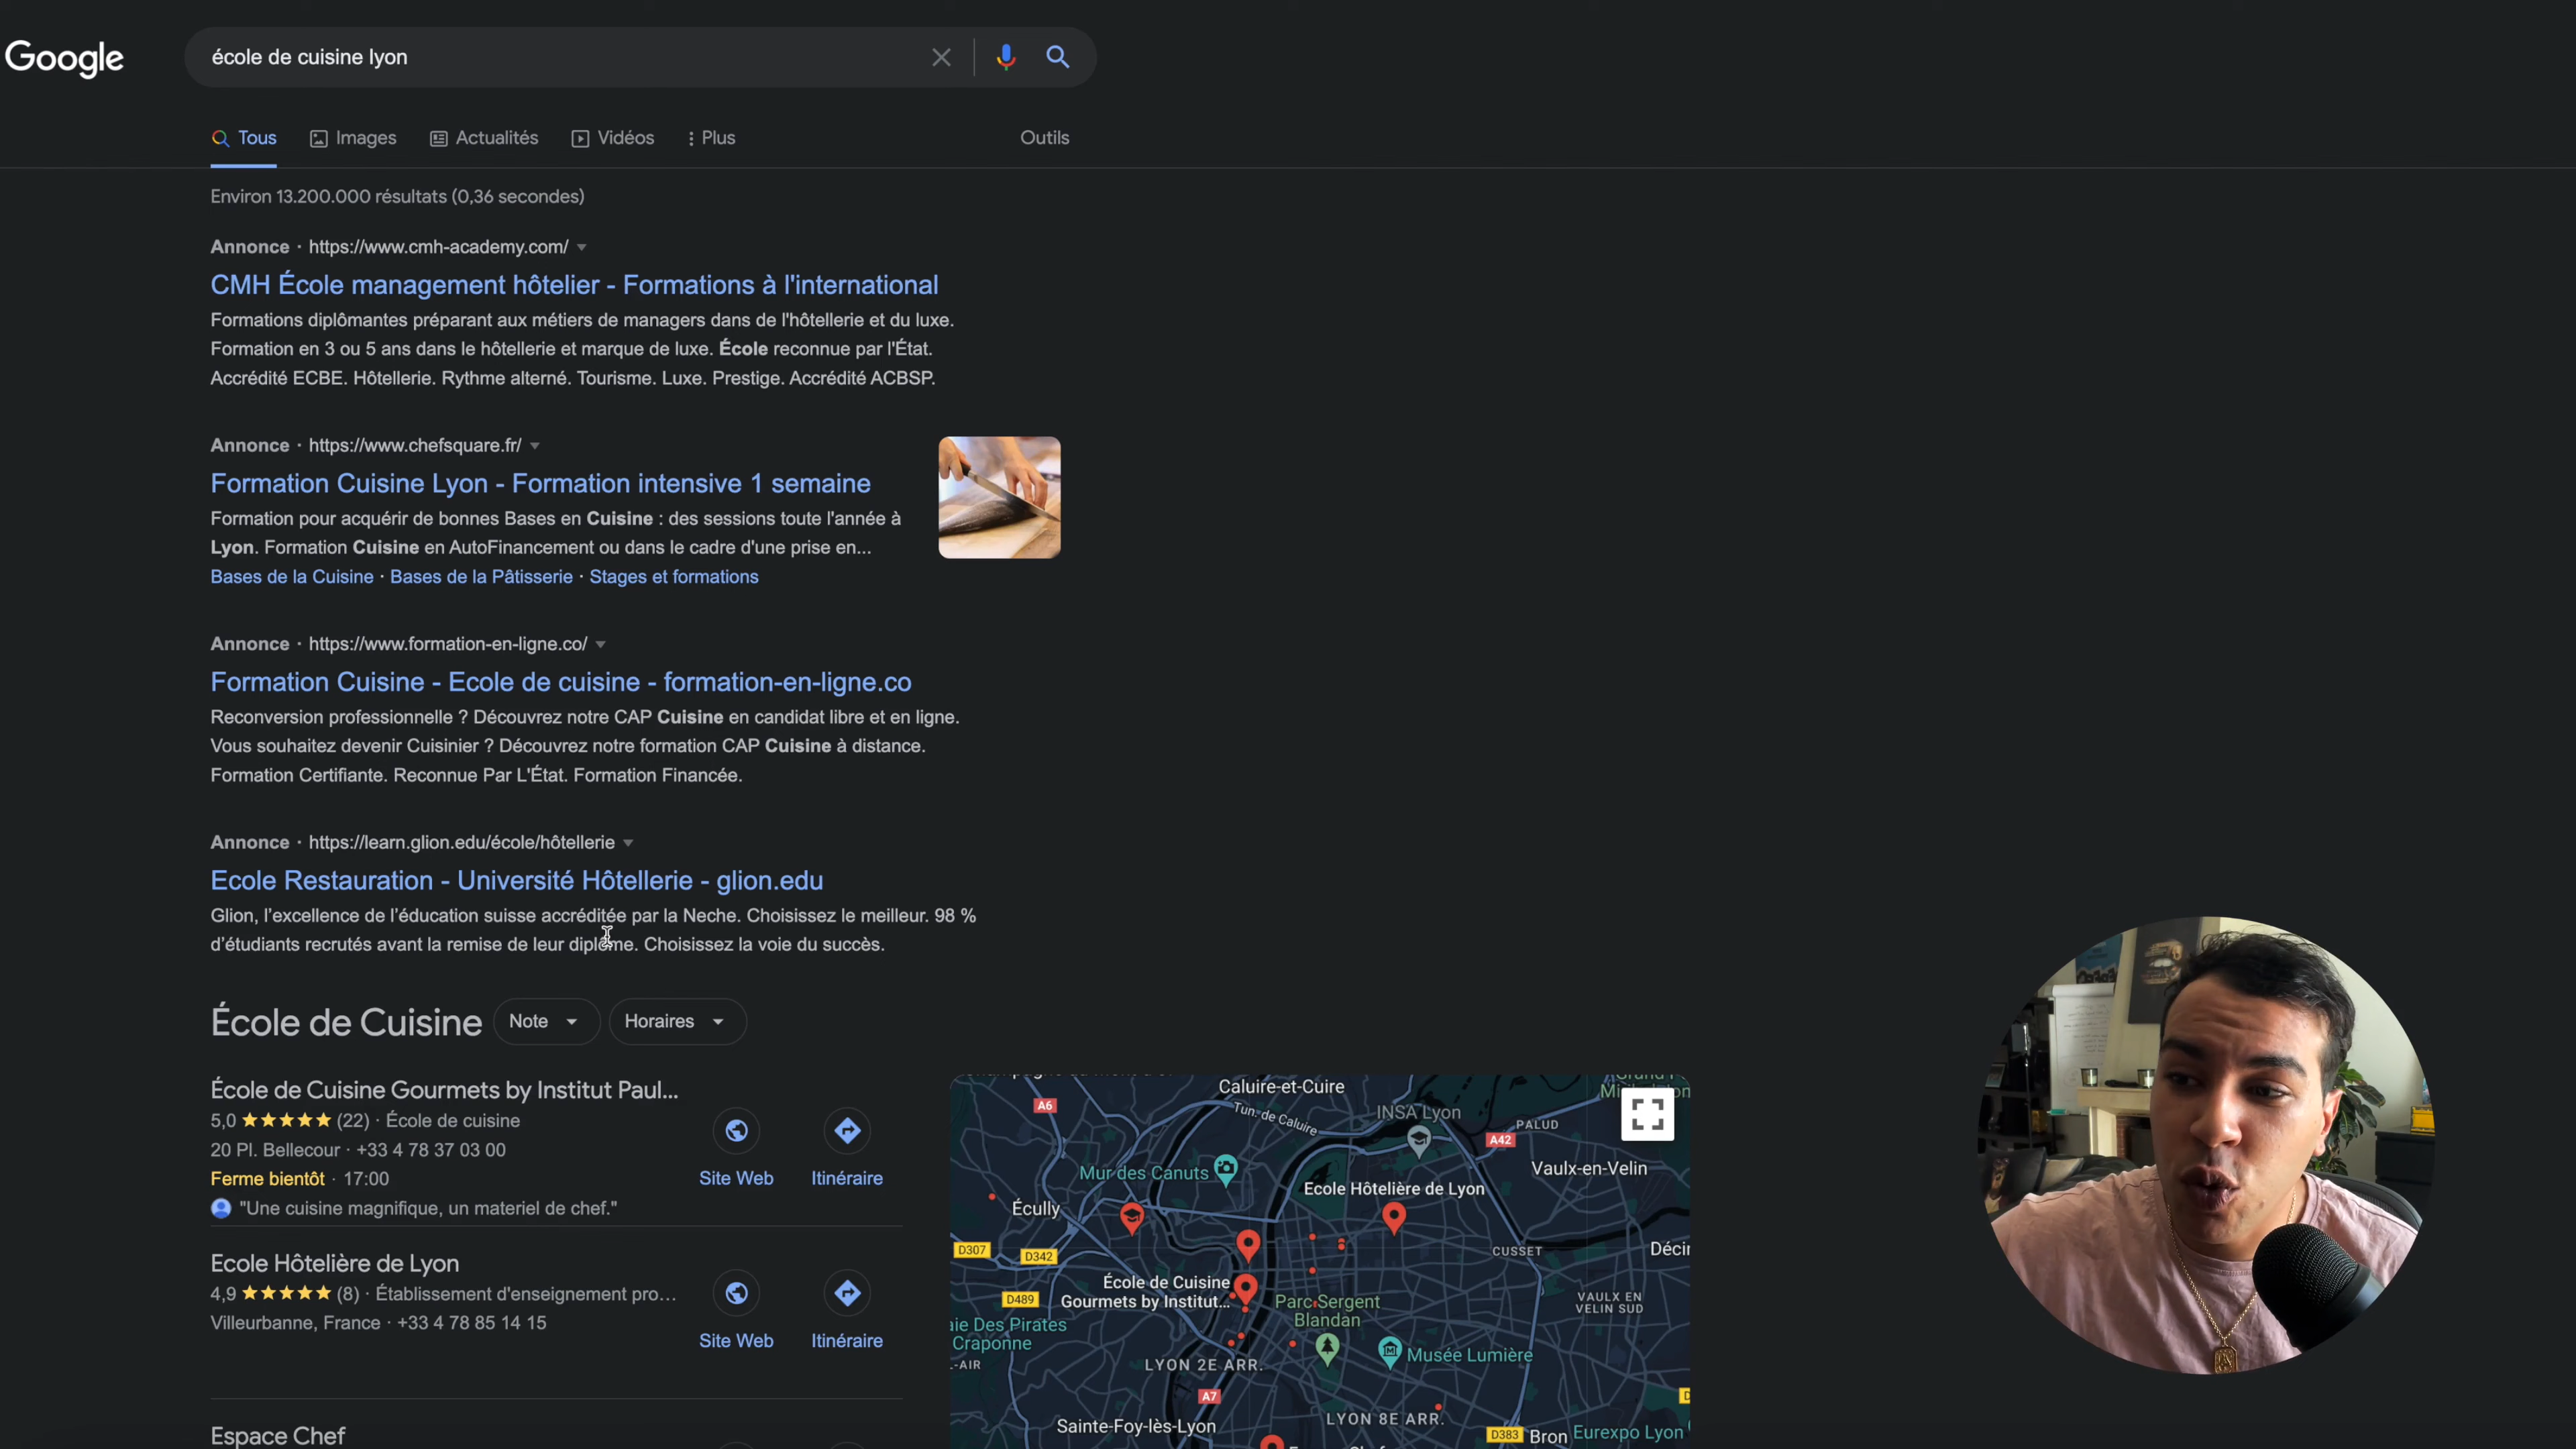 Google
école de cuisine lyon
Tous
Images
Actualités
Vidéos
Plus
Outils
Environ 13.200.000 résultats (0,36 secondes)
Annonce · https://www.cmh-academy.com/
CMH École management hôtelier - Formations à l'international
Formations diplômantes préparant aux métiers de managers dans de l'hôtellerie et du luxe.
Formation en 3 ou 5 ans dans le hôtellerie et marque de luxe. École reconnue par l'État.
Accrédité ECBE. Hôtellerie. Rythme alterné. Tourisme. Luxe. Prestige. Accrédité ACBSP.
Annonce · https://www.chefsquare.fr/
Formation Cuisine Lyon - Formation intensive 1 semaine
Formation pour acquérir de bonnes Bases en Cuisine : des sessions toute l'année à
Lyon. Formation Cuisine en AutoFinancement ou dans le cadre d'une prise en...
Bases de la Cuisine · Bases de la Pâtisserie · Stages et formations
Annonce · https://www.formation-en-ligne.co/
Formation Cuisine - Ecole de cuisine - formation-en-ligne.co
Reconversion professionnelle ? Découvrez notre CAP Cuisine en candidat libre et en ligne.
Vous souhaitez devenir Cuisinier ? Découvrez notre formation CAP Cuisine à distance.
Formation Certifiante. Reconnue Par L'État. Formation Financée.
Annonce · https://learn.glion.edu/école/hôtellerie
Ecole Restauration - Université Hôtellerie - glion.edu
Glion, l'excellence de l'éducation suisse accréditée par la Neche. Choisissez le meilleur. 98 %
d'étudiants recrutés avant la remise de leur diplôme. Choisissez la voie du succès.
École de Cuisine
Note
Horaires
École de Cuisine Gourmets by Institut Paul...
5,0 (22) · École de cuisine
20 Pl. Bellecour · +33 4 78 37 03 00
Ferme bientôt · 17:00
"Une cuisine magnifique, un materiel de chef."
Site Web
Itinéraire
Ecole Hôtelière de Lyon
4,9 (8) · Établissement d'enseignement pro...
Villeurbanne, France · +33 4 78 85 14 15
Site Web
Itinéraire
Espace Chef
Caluire-et-Cuire
A6
Tun. de Caluire
INSA Lyon
PALUD
A42
Mur des Canuts
Vaulx-en-Velin
Ecole Hôtelière de Lyon
Écully
D307
D342
CUSSET
Décin
École de Cuisine
Gourmets by Institut...
D489
Parc Sergent
Blandan
VAULX EN
VELIN SUD
aie Des Pirates
Craponne
-AIR
LYON 2E ARR.
Musée Lumière
A7
Sainte-Foy-lès-Lyon
LYON 8E ARR.
D383
Bron
Eurexpo Lyon